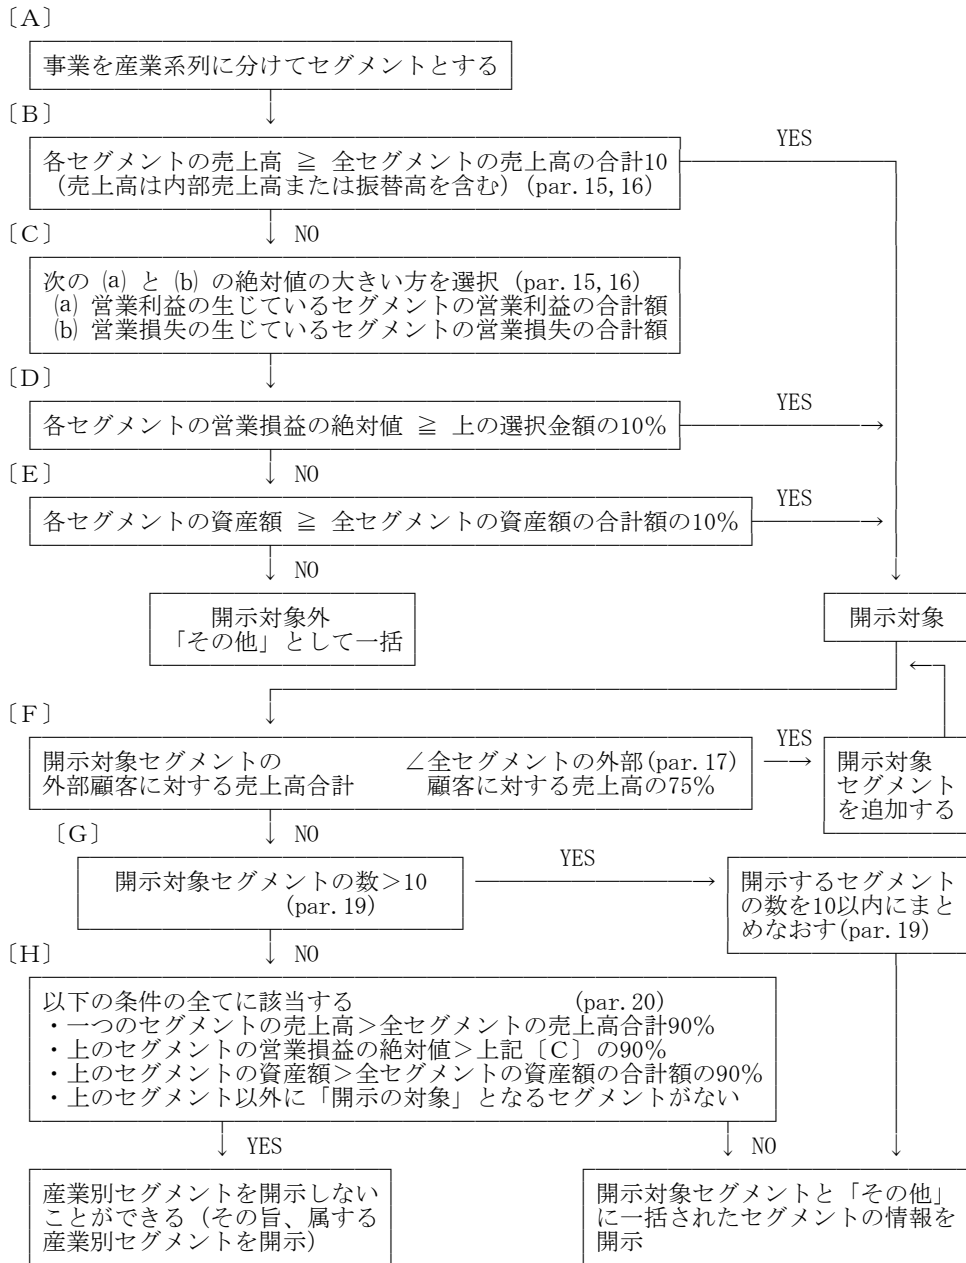 〔A〕
事業を産業系列に分けてセグメントとする
〔B〕
YES
各セグメントの売上高 ≧ 全セグメントの売上高の合計10
(売上高は内部売上高または振替高を含む)(par.15,16)
〔C〕
NO
次の (a) と (b) の絶対値の大きい方を選択 (par.15,16)
(a) 営業利益の生じているセグメントの営業利益の合計額
(b) 営業損失の生じているセグメントの営業損失の合計額
〔D〕
YES
各セグメントの営業損益の絶対値 ≧ 上の選択金額の10%
〔E〕
NO
YES
各セグメントの資産額 ≧ 全セグメントの資産額の合計額の10%
NO
開示対象外
「その他」として一括
開示対象
〔F〕
YES
開示対象セグメントの ∠全セグメントの外部(par.17)
外部顧客に対する売上高合計 顧客に対する売上高の75%
開示対象
セグメント
を追加する
〔G〕
NO
YES
開示対象セグメントの数>10
(par.19)
開示するセグメント
の数を10以内にまと
めなおす(par.19)
〔H〕
NO
以下の条件の全てに該当する (par.20)
・一つのセグメントの売上高>全セグメントの売上高合計90%
・上のセグメントの営業損益の絶対値>上記〔C〕の90%
・上のセグメントの資産額>全セグメントの資産額の合計額の90%
・上のセグメント以外に「開示の対象」となるセグメントがない
YES
NO
産業別セグメントを開示しない
ことができる(その旨、属する
産業別セグメントを開示)
開示対象セグメントと「その他」
に一括されたセグメントの情報を
開示